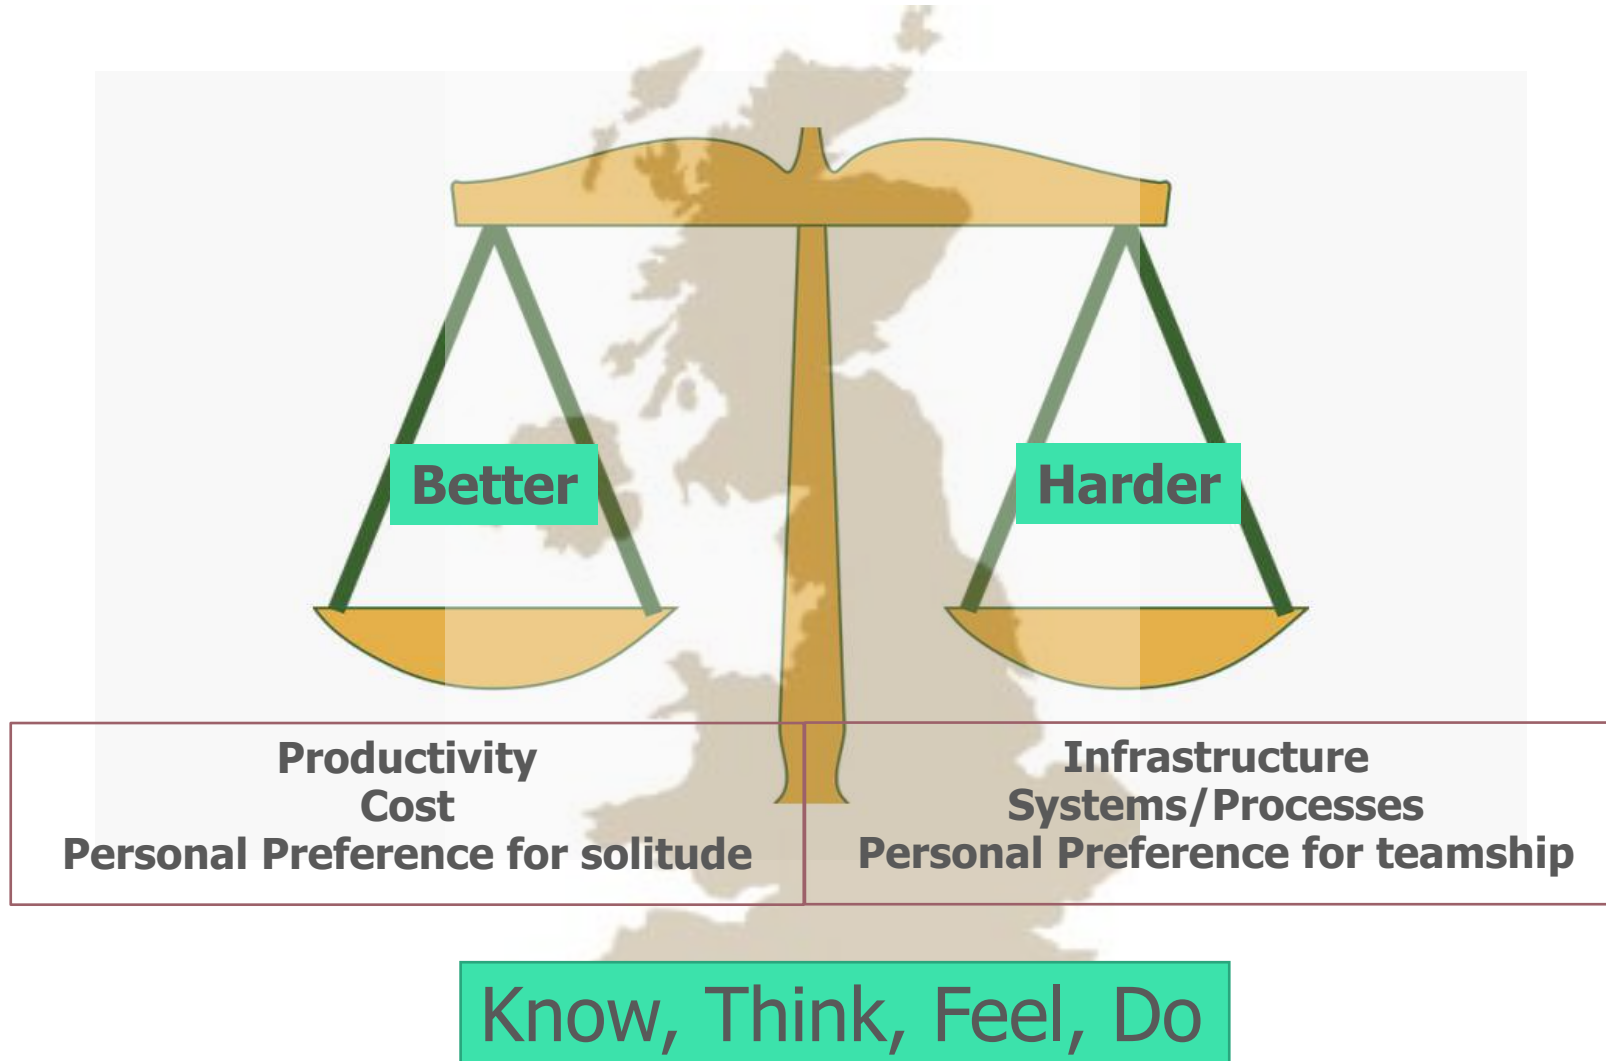 Better
Harder
Productivity
Cost
Personal Preference for solitude
Infrastructure
Systems/Processes
Personal Preference for teamship
Know, Think, Feel, Do